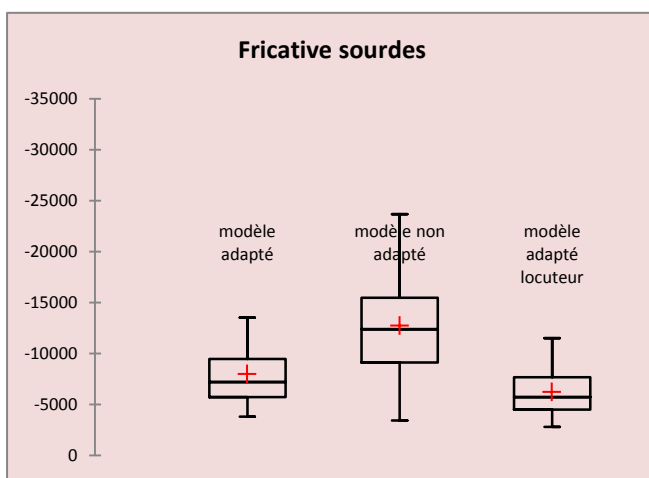 Fricative sourdes
-35000
-30000
-25000
-20000
-15000
-10000
-5000
0
modèle
adapté
modèle non
adapté
modèle
adapté
locuteur